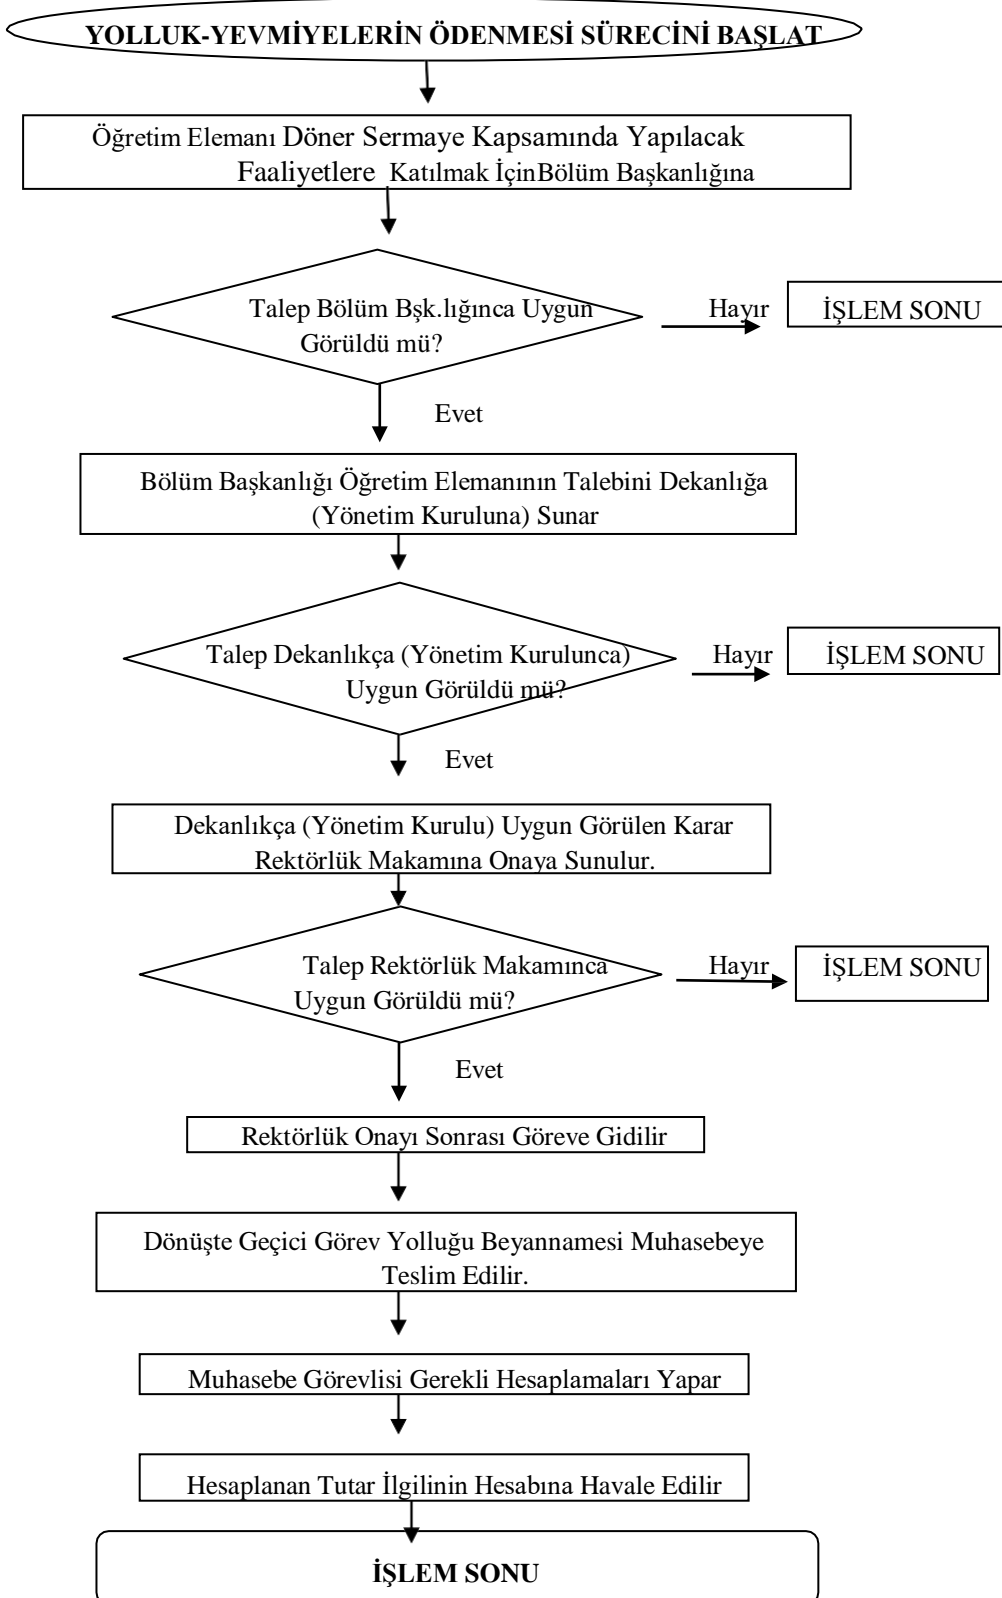 YOLLUK-YEVMİYELERİN ÖDENMESİ SÜRECİNİ BAŞLAT
Öğretim Elemanı Döner Sermaye Kapsamında Yapılacak
Faaliyetlere Katılmak İçinBölüm Başkanlığına
Talep Bölüm Bşk.lığınca Uygun
Görüldü mü?
Hayır
İŞLEM SONU
Evet
Bölüm Başkanlığı Öğretim Elemanının Talebini Dekanlığa
(Yönetim Kuruluna) Sunar
Talep Dekanlıkça (Yönetim Kurulunca)
Uygun Görüldü mü?
Hayır
İŞLEM SONU
Evet
Dekanlıkça (Yönetim Kurulu) Uygun Görülen Karar
Rektörlük Makamına Onaya Sunulur.
Talep Rektörlük Makamınca
Uygun Görüldü mü?
Hayır
İŞLEM SONU
Evet
Rektörlük Onayı Sonrası Göreve Gidilir
Dönüşte Geçici Görev Yolluğu Beyannamesi Muhasebeye
Teslim Edilir.
Muhasebe Görevlisi Gerekli Hesaplamaları Yapar
Hesaplanan Tutar İlgilinin Hesabına Havale Edilir
İŞLEM SONU